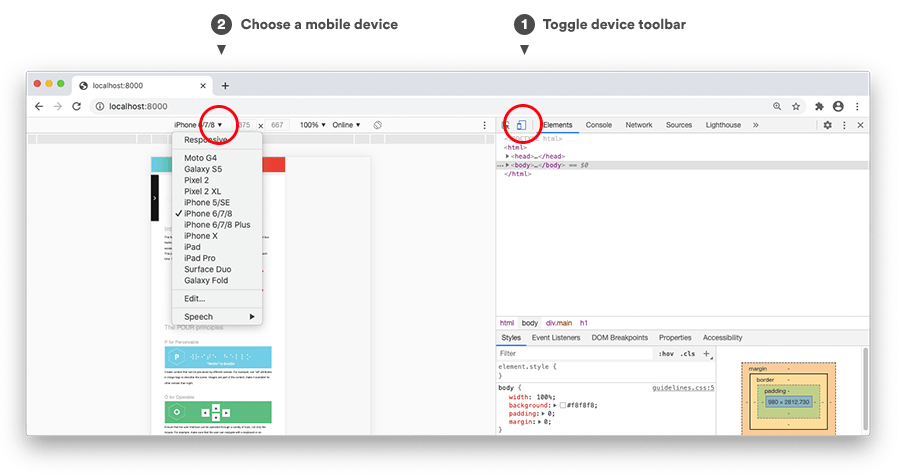 2 Choose a mobile device
1 Toggle device toolbar
localhost:8000
localhost:8000
iPhone 6/7/8 375 × 667 100% Online
Elements Console Network Sources Lighthouse »
Responsive
Moto G4
Galaxy S5
Pixel 2
Pixel 2 XL
iPhone 5/SE
iPhone 6/7/8
iPhone 6/7/8 Plus
iPhone X
iPad
iPad Pro
Surface Duo
Galaxy Fold
Edit...
Speech
<!DOCTYPE html>
<html>
<head>…</head>
<body>…</body> == $0
</html>
The POUR principles
P for Perceivable
P
O for Operable
O
html body div.main h1
Styles Event Listeners DOM Breakpoints Properties Accessibility
Filter :hov .cls +
element.style {
}
body { guidelines.css:5
width: 100%;
background: #f8f8f8;
padding: 0;
margin: 0;
}
margin -
border -
padding -
980 × 2812.730